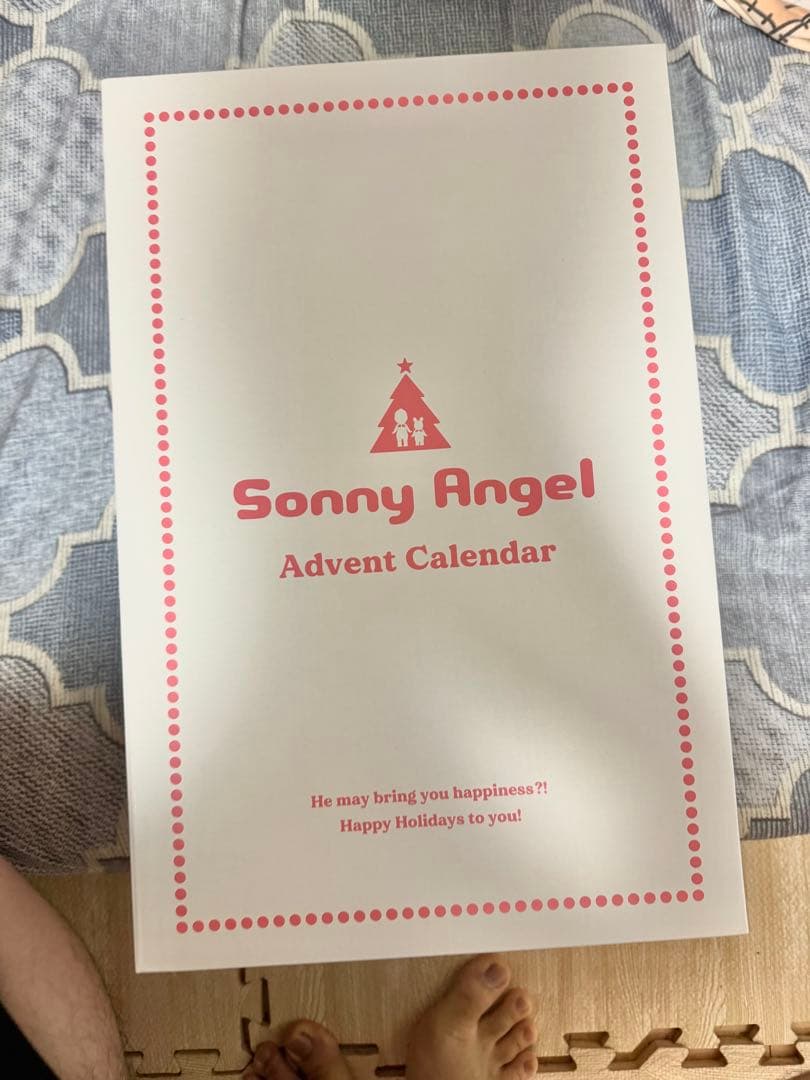 Sonny Angel
Advent Calendar
He may bring you happiness?!
Happy Holidays to you!